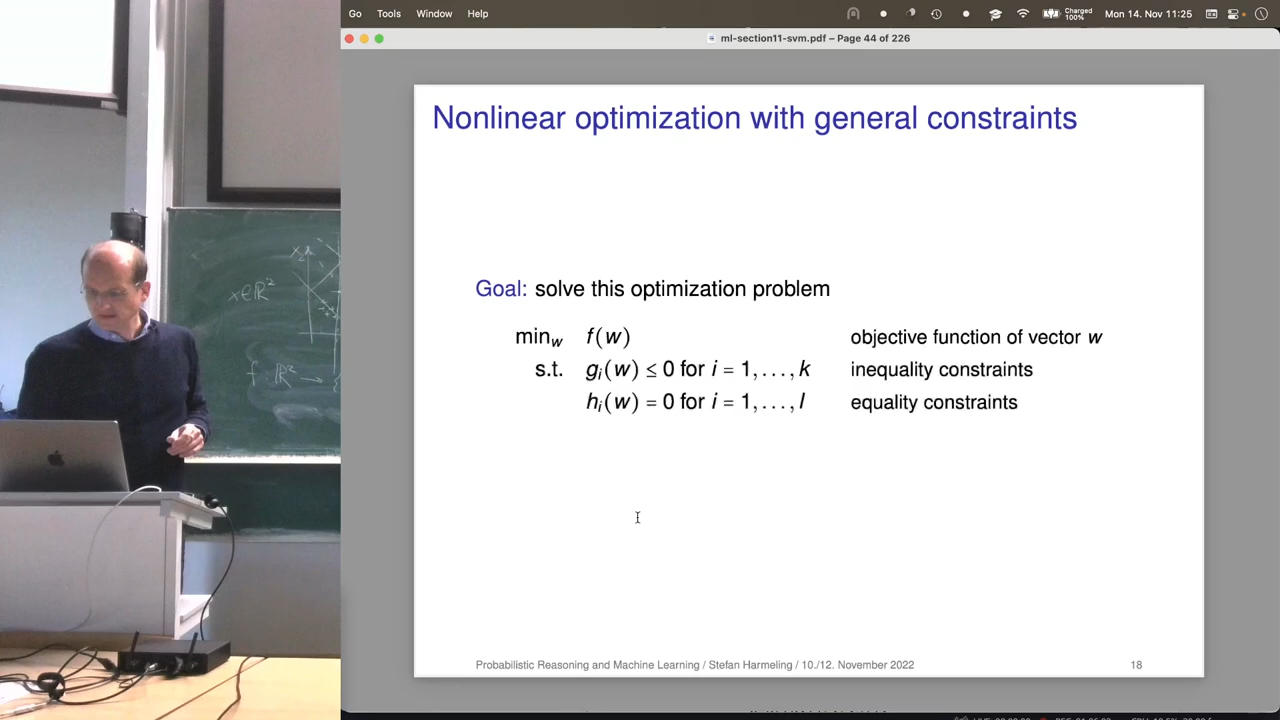 Go Tools Window Help Charged 100% Mon 14. Nov 11:25
ml-section11-svm.pdf – Page 44 of 226
Nonlinear optimization with general constraints
Goal: solve this optimization problem
min_w f(w) objective function of vector w
s.t. g_i(w) ≤ 0 for i = 1, . . . , k inequality constraints
h_i(w) = 0 for i = 1, . . . , l equality constraints
Probabilistic Reasoning and Machine Learning / Stefan Harmeling / 10./12. November 2022 18
x_2
x∈ℝ²
f: ℝ² →